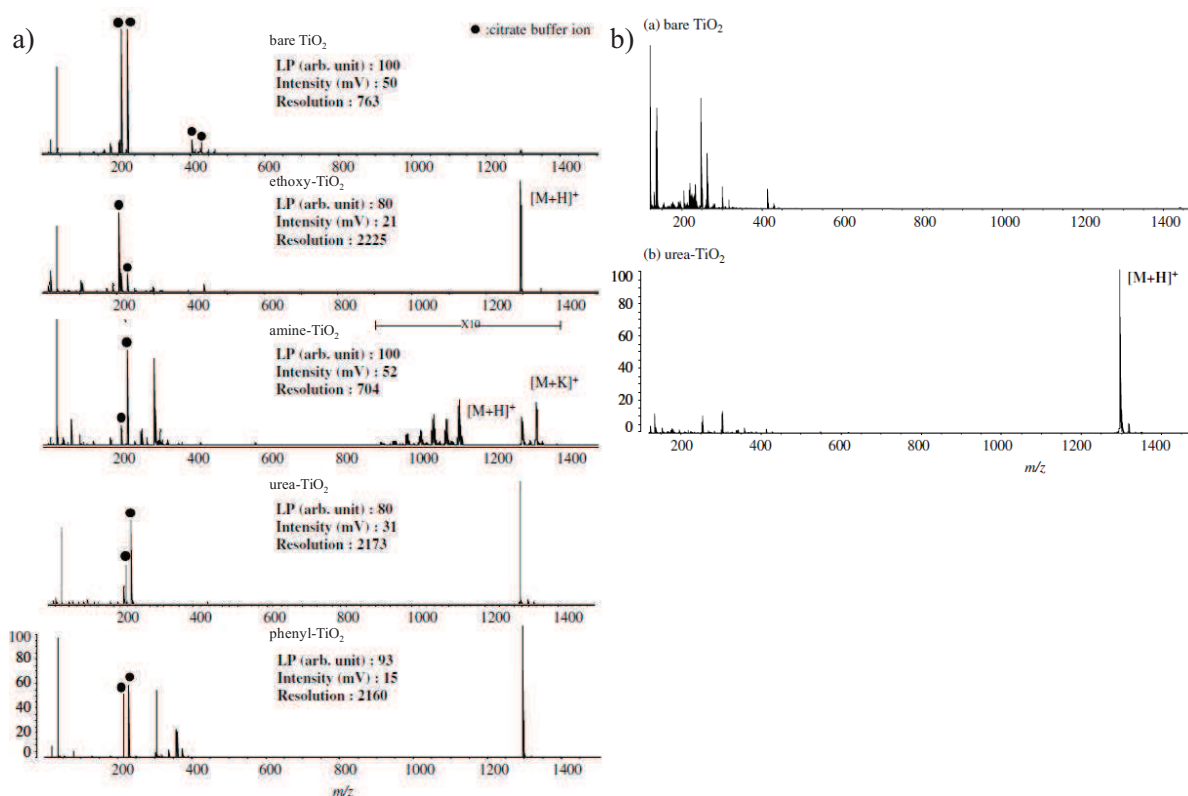 a)
● :citrate buffer ion
bare TiO2
LP (arb. unit) : 100
Intensity (mV) : 50
Resolution : 763
200 400 600 800 1000 1200 1400
ethoxy-TiO2
LP (arb. unit) : 80
Intensity (mV) : 21
Resolution : 2225
[M+H]+
200 400 600 800 1000 1200 1400
X10
amine-TiO2
LP (arb. unit) : 100
Intensity (mV) : 52
Resolution : 704
[M+H]+
[M+K]+
200 400 600 800 1000 1200 1400
urea-TiO2
LP (arb. unit) : 80
Intensity (mV) : 31
Resolution : 2173
200 400 600 800 1000 1200 1400
phenyl-TiO2
LP (arb. unit) : 93
Intensity (mV) : 15
Resolution : 2160
100
80
60
40
20
0
200 400 600 800 1000 1200 1400
m/z
b)
(a) bare TiO2
200 400 600 800 1000 1200 1400
(b) urea-TiO2
[M+H]+
100
80
60
40
20
0
200 400 600 800 1000 1200 1400
m/z